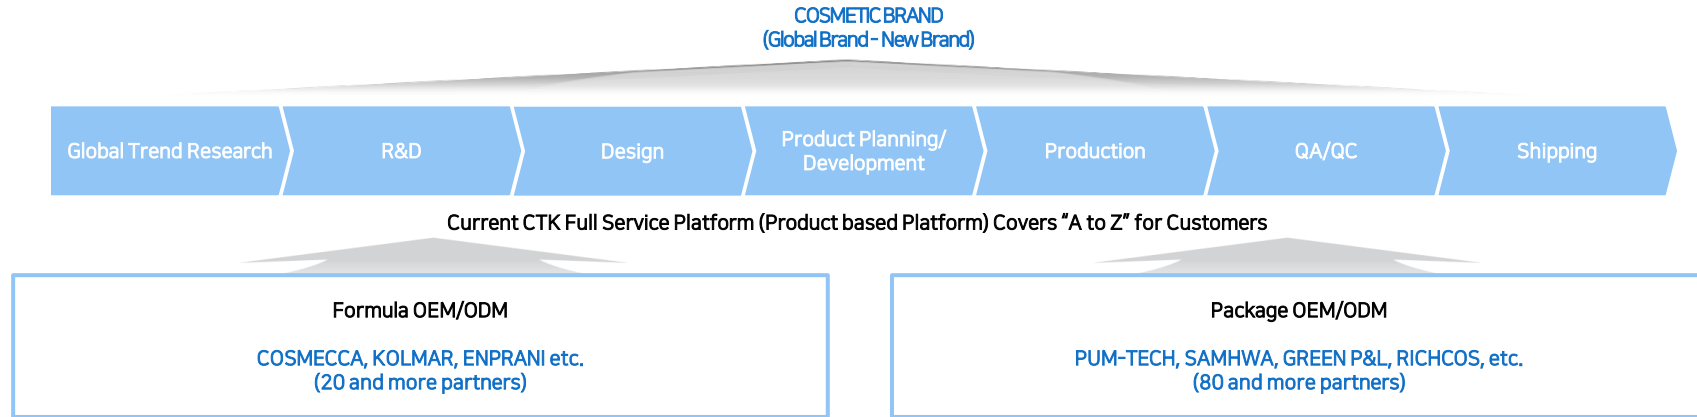 COSMETIC BRAND
(Global Brand - New Brand)
Global Trend Research
R&D
Design
Product Planning/
Development
Production
QA/QC
Shipping
Current CTK Full Service Platform (Product based Platform) Covers “A to Z” for Customers
Formula OEM/ODM
COSMECCA, KOLMAR, ENPRANI etc.
(20 and more partners)
Package OEM/ODM
PUM-TECH, SAMHWA, GREEN P&L, RICHCOS, etc.
(80 and more partners)